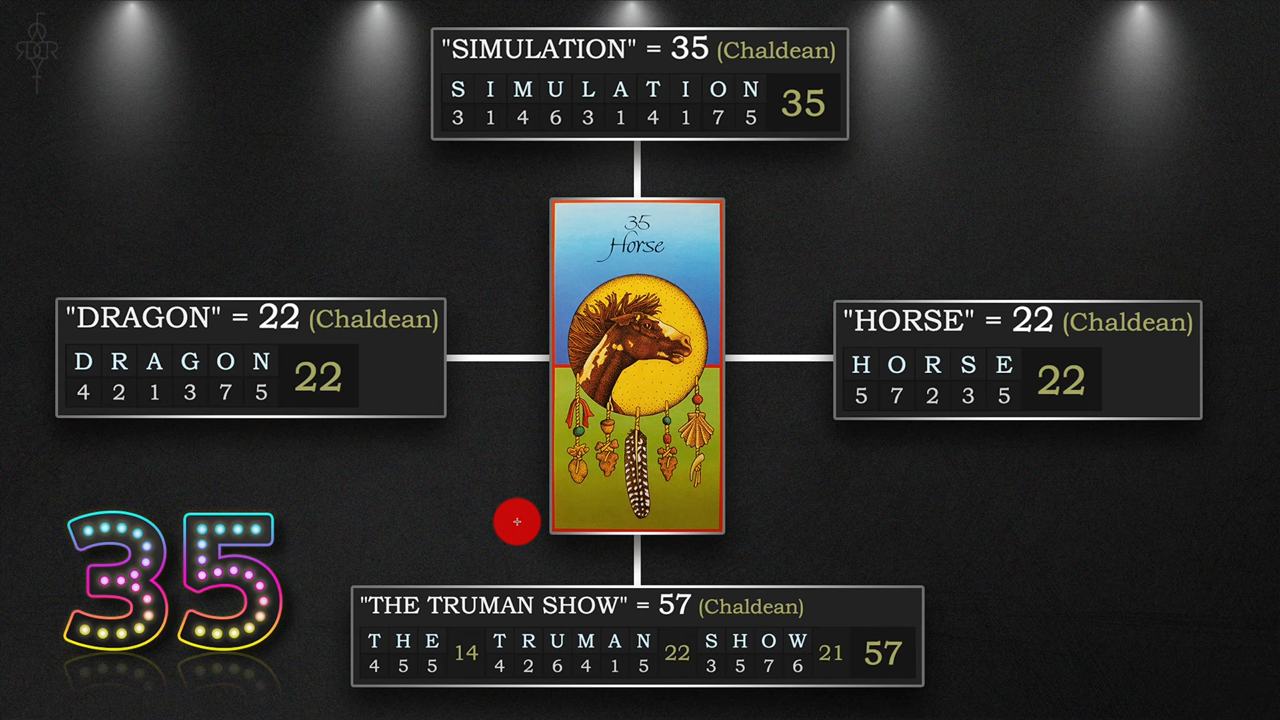 "SIMULATION" = 35 (Chaldean)
S I M U L A T I O N
3 1 4 6 3 1 4 1 7 5
35
35
Horse
"DRAGON" = 22 (Chaldean)
D R A G O N
4 2 1 3 7 5
22
"HORSE" = 22 (Chaldean)
H O R S E
5 7 2 3 5
22
35
"THE TRUMAN SHOW" = 57 (Chaldean)
T H E 14 T R U M A N 22 S H O W 21 57
4 5 5 4 2 6 4 1 5 3 5 7 6